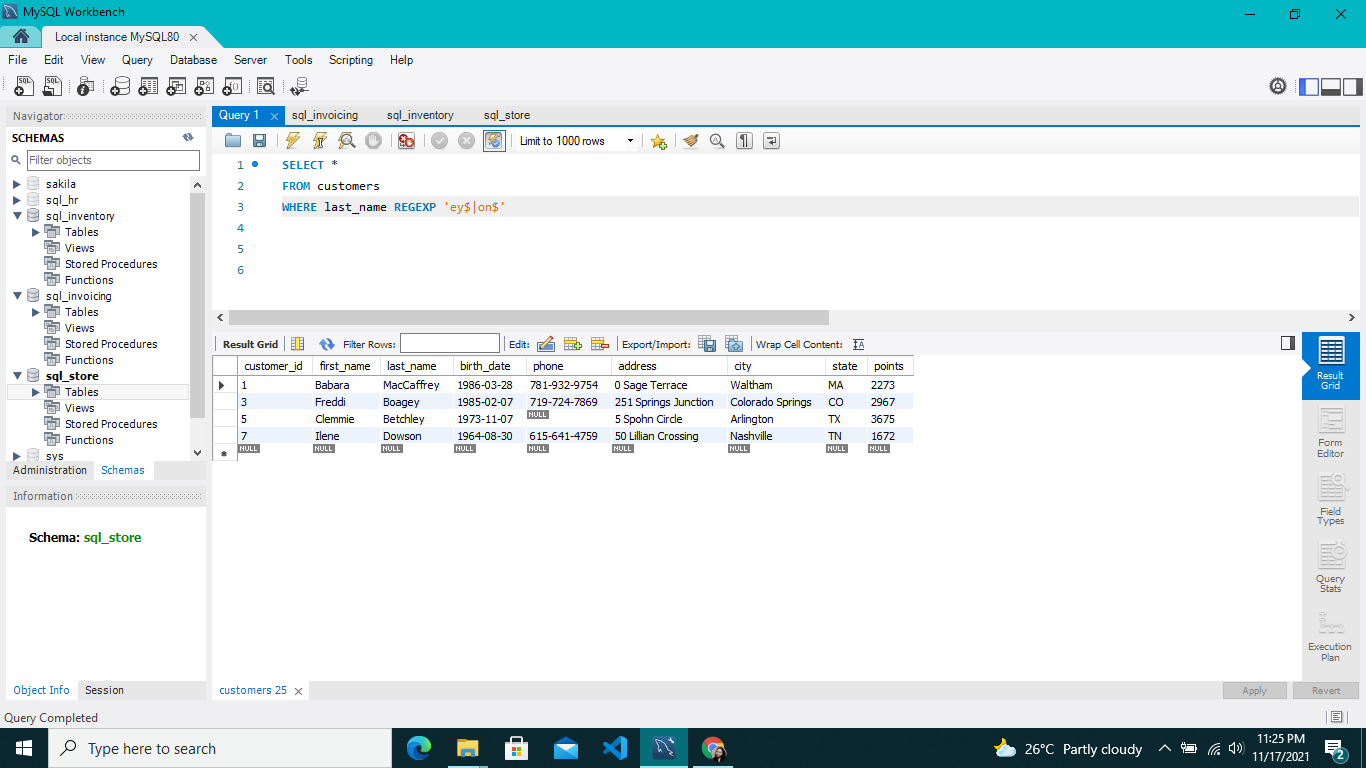 MySQL Workbench
Local instance MySQL80
File Edit View Query Database Server Tools Scripting Help
Navigator
SCHEMAS
Filter objects
sakila
sql_hr
sql_inventory
Tables
Views
Stored Procedures
Functions
sql_invoicing
Tables
Views
Stored Procedures
Functions
sql_store
Tables
Views
Stored Procedures
Functions
sys
Administration Schemas
Information
Schema: sql_store
Object Info Session
Query 1 sql_invoicing sql_inventory sql_store
Limit to 1000 rows
1 SELECT *
2 FROM customers
3 WHERE last_name REGEXP 'ey$|on$'
4
5
6
Result Grid Filter Rows: Edit: Export/Import: Wrap Cell Content:
customer_id first_name last_name birth_date phone address city state points
1 Babara MacCaffrey 1986-03-28 781-932-9754 0 Sage Terrace Waltham MA 2273
3 Freddi Boagey 1985-02-07 719-724-7869 251 Springs Junction Colorado Springs CO 2967
5 Clemmie Betchley 1973-11-07 NULL 5 Spohn Circle Arlington TX 3675
7 Ilene Dowson 1964-08-30 615-641-4759 50 Lillian Crossing Nashville TN 1672
NULL NULL NULL NULL NULL NULL NULL NULL NULL
Result
Grid
Form
Editor
Field
Types
Query
Stats
Execution
Plan
customers 25
Apply Revert
Query Completed
Type here to search
26°C Partly cloudy
11:25 PM
11/17/2021
2